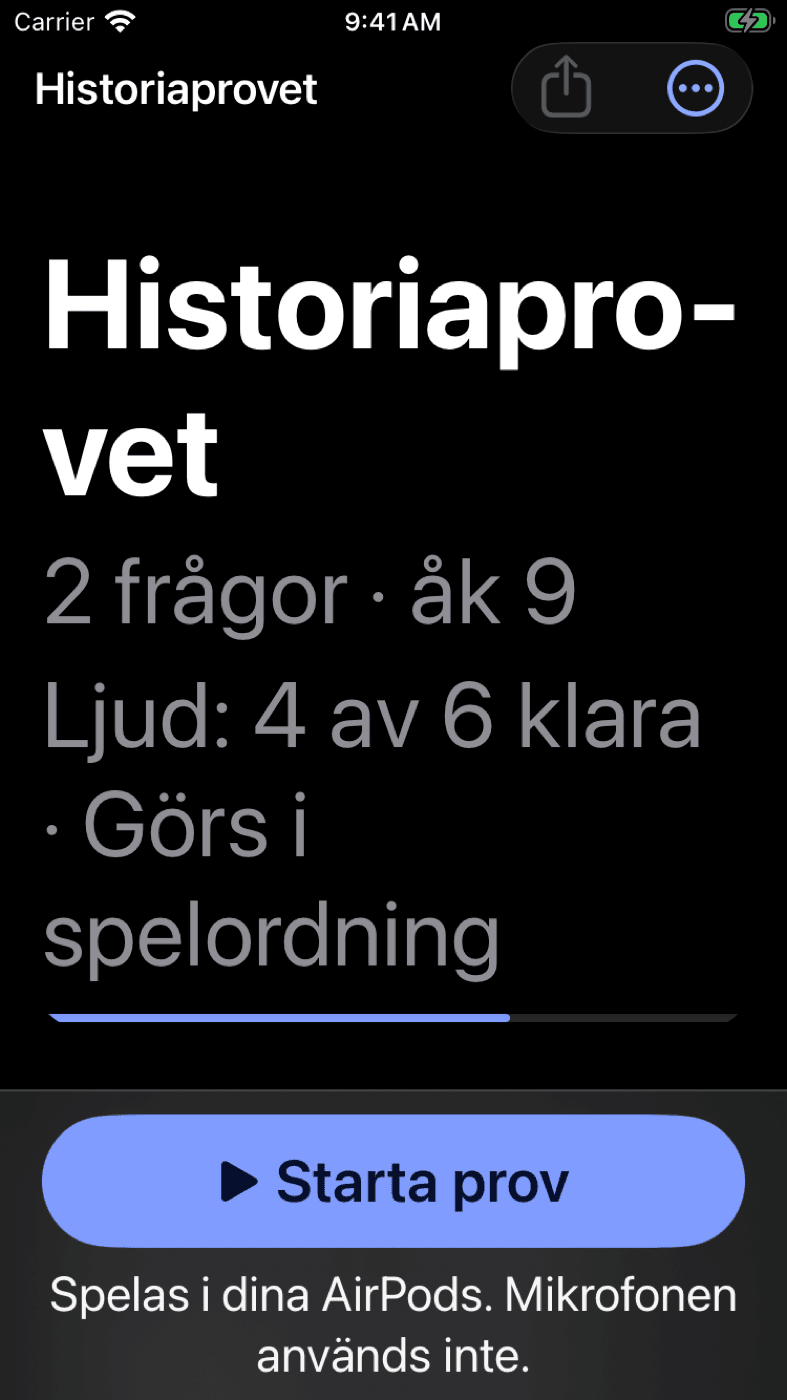 Carrier 9:41 AM
Historiaprovet
Historiapro-
vet
2 frågor · åk 9
Ljud: 4 av 6 klara
· Görs i
spelordning
Starta prov
Spelas i dina AirPods. Mikrofonen
används inte.